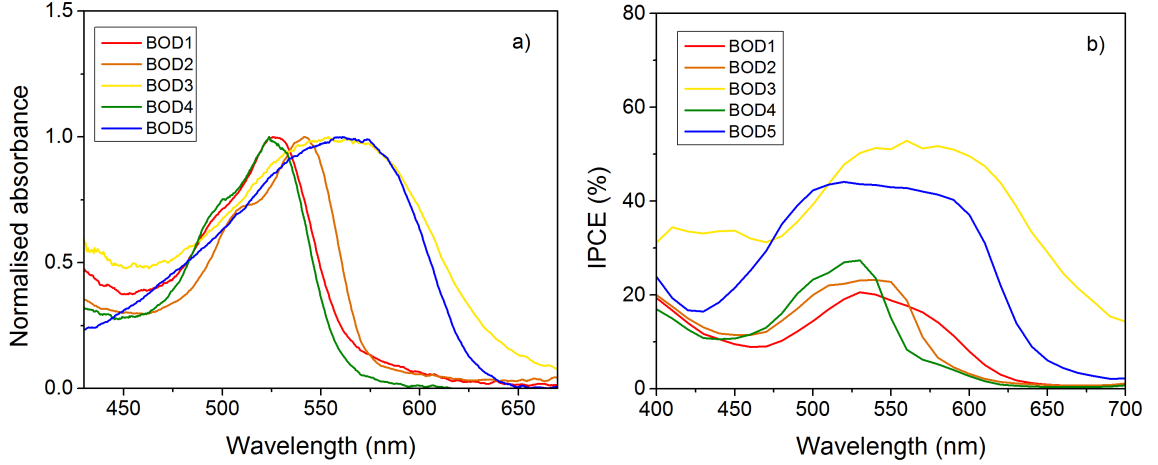 1.5
1.0
0.5
0.0
Normalised absorbance
BOD1
BOD2
BOD3
BOD4
BOD5
a)
450
500
550
600
650
Wavelength (nm)
80
60
40
20
0
IPCE (%)
BOD1
BOD2
BOD3
BOD4
BOD5
b)
400
450
500
550
600
650
700
Wavelength (nm)